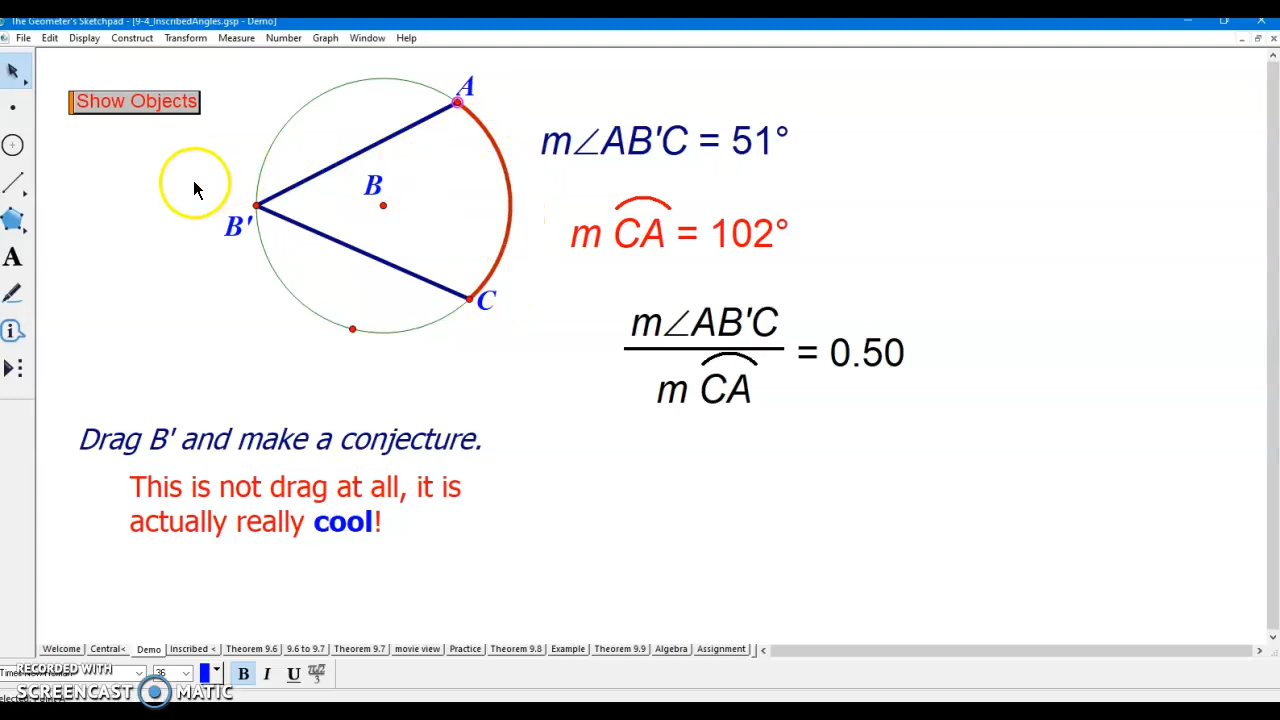 The Geometer's Sketchpad - [9-4_InscribedAngles.gsp - Demo]
File Edit Display Construct Transform Measure Number Graph Window Help
Show Objects
A
m∠AB'C = 51°
B
B'
m CA = 102°
C
m∠AB'C
= 0.50
m CA
Drag B' and make a conjecture.
This is not drag at all, it is
actually really cool!
Welcome Central< Demo Inscribed < Theorem 9.6 9.6 to 9.7 Theorem 9.7 movie view Practice Theorem 9.8 Example Theorem 9.9 Algebra Assignment
36 B I U
RECORDED WITH
SCREENCAST MATIC